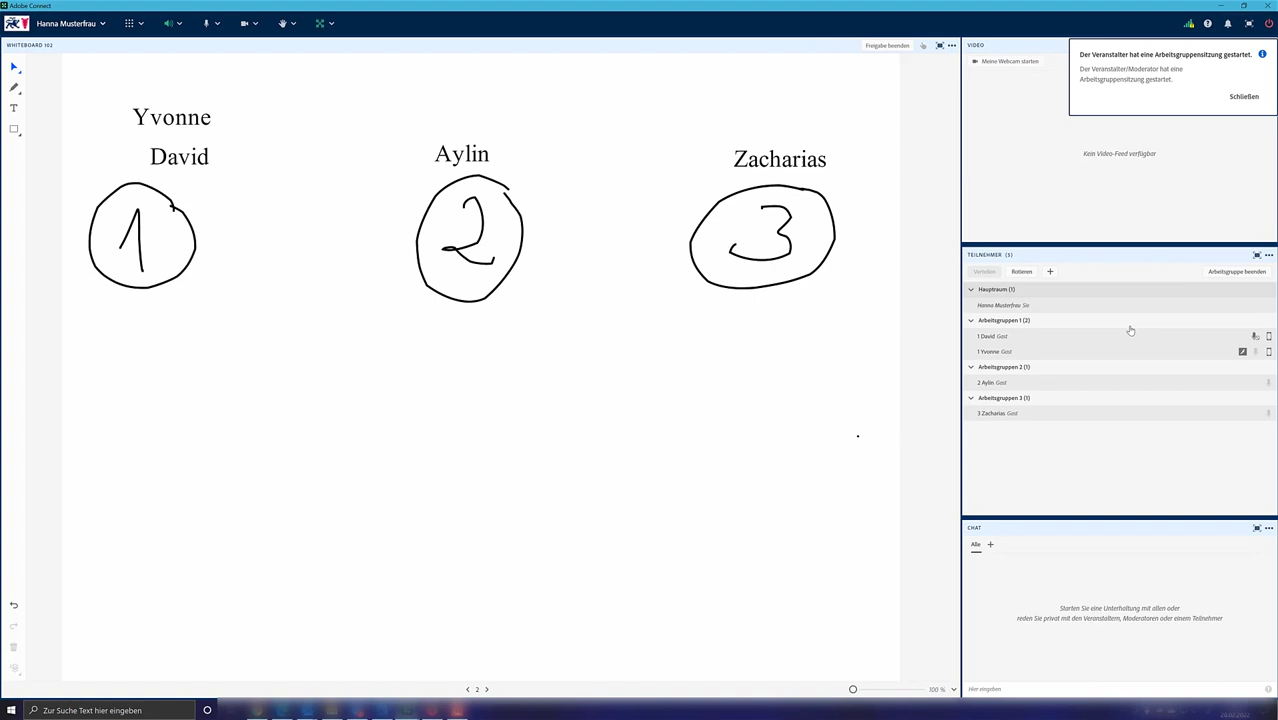 Adobe Connect
Hanna Musterfrau
WHITEBOARD 102
Freigabe beenden
Yvonne
David
Aylin
Zacharias
1
2
3
2
100 %
VIDEO
Meine Webcam starten
Der Veranstalter hat eine Arbeitsgruppensitzung gestartet.
Der Veranstalter/Moderator hat eine
Arbeitsgruppensitzung gestartet.
Schließen
Kein Video-Feed verfügbar
TEILNEHMER (5)
Verteilen Rotieren Arbeitsgruppe beenden
Hauptraum (1)
Hanna Musterfrau Sie
Arbeitsgruppen 1 (2)
1 David Gast
1 Yvonne Gast
Arbeitsgruppen 2 (1)
2 Aylin Gast
Arbeitsgruppen 3 (1)
3 Zacharias Gast
CHAT
Alle
Starten Sie eine Unterhaltung mit allen oder
reden Sie privat mit den Veranstaltern, Moderatoren oder einem Teilnehmer
Hier eingeben
Zur Suche Text hier eingeben